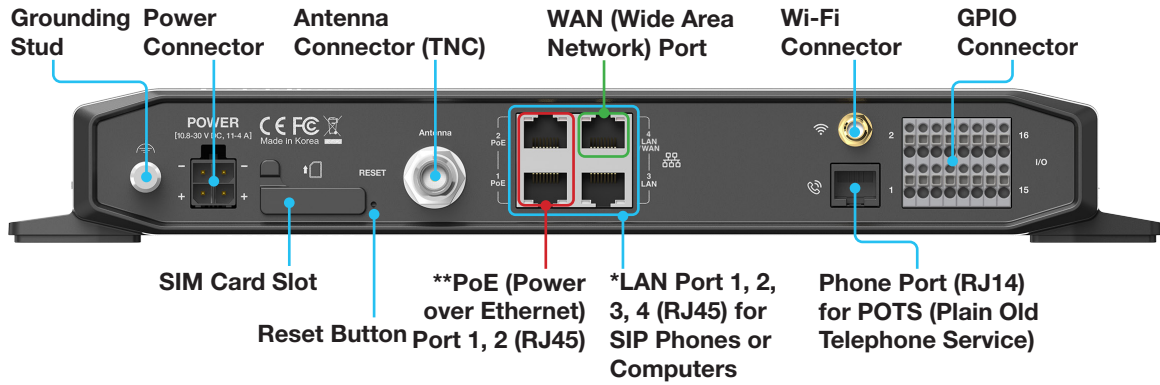 Grounding
Stud
Power
Connector
Antenna
Connector (TNC)
WAN (Wide Area
Network) Port
Wi-Fi
Connector
GPIO
Connector
POWER
[10.8-30 V DC, 11-4 A]
CE FC
Made in Korea
RESET
Antenna
2
PoE
1
PoE
4
LAN
/WAN
3
LAN
2
1
16
I/O
15
- -
+ +
SIM Card Slot
Reset Button
**PoE (Power
over Ethernet)
Port 1, 2 (RJ45)
*LAN Port 1, 2,
3, 4 (RJ45) for
SIP Phones or
Computers
Phone Port (RJ14)
for POTS (Plain Old
Telephone Service)